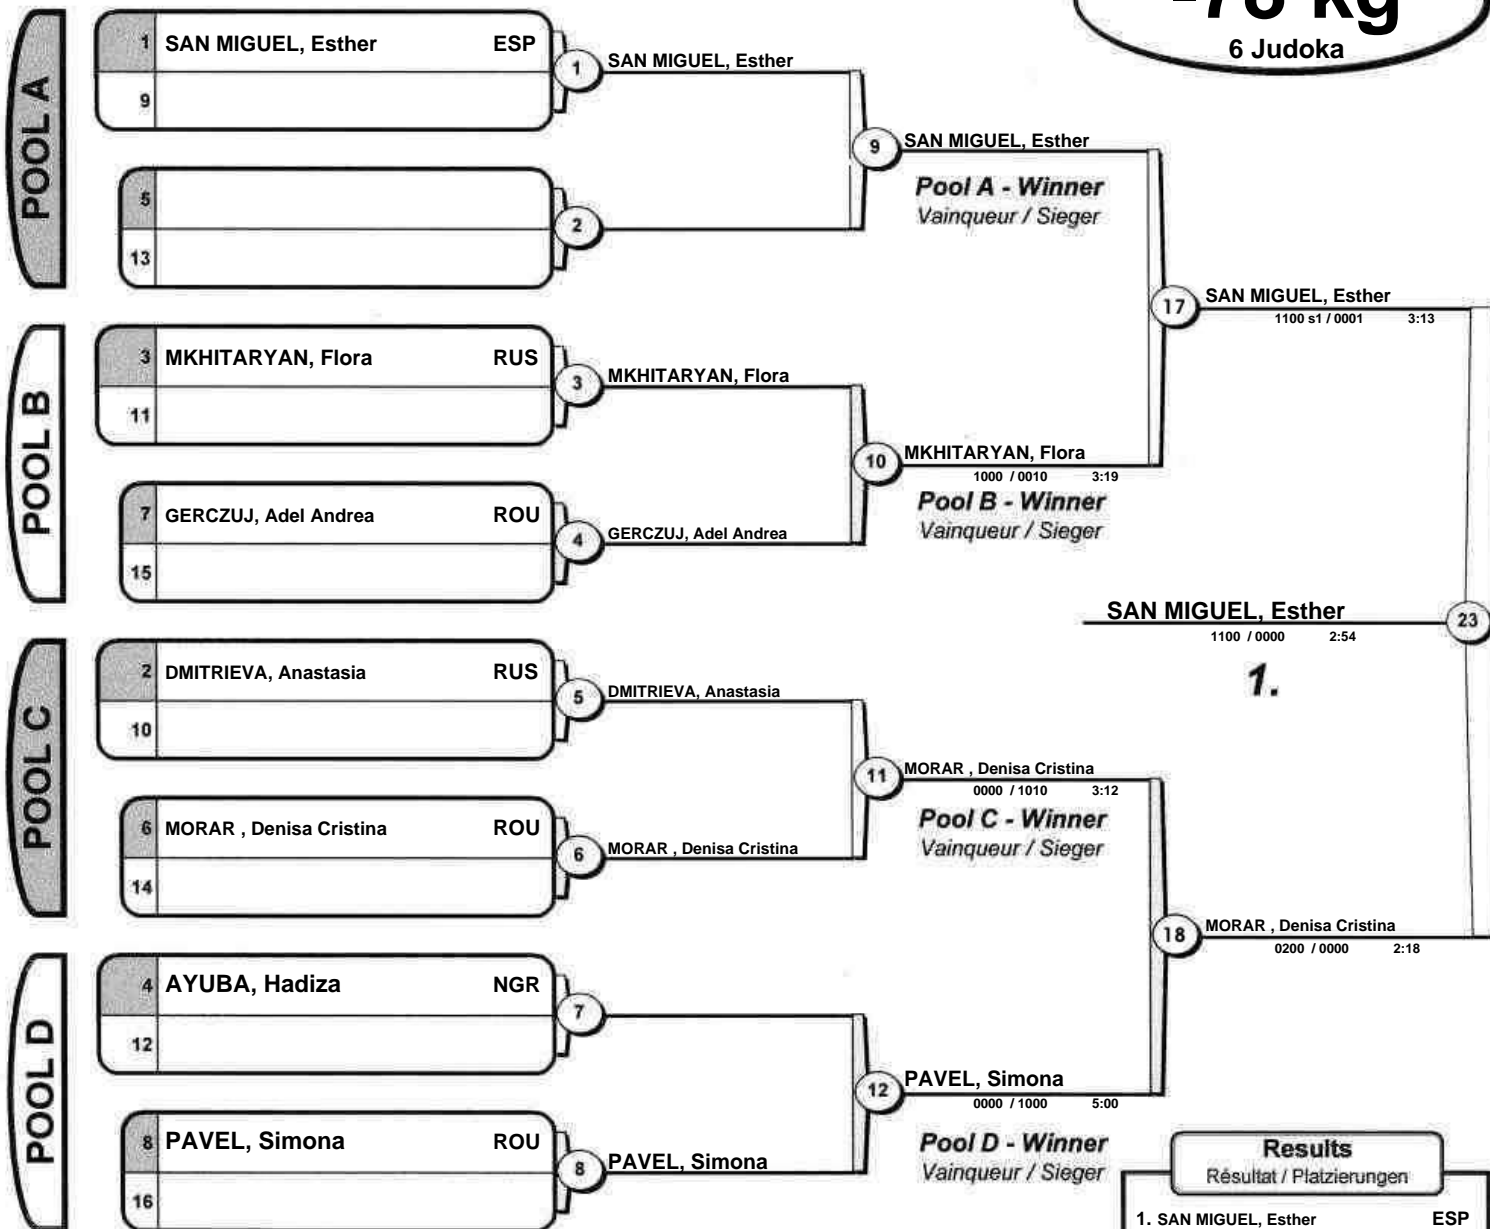 -78 kg
6 Judoka
POOL A
1 SAN MIGUEL, Esther ESP
9
5
13
1 SAN MIGUEL, Esther
2
9 SAN MIGUEL, Esther
Pool A - Winner
Vainqueur / Sieger
POOL B
3 MKHITARYAN, Flora RUS
11
7 GERCZUJ, Adel Andrea ROU
15
3 MKHITARYAN, Flora
4 GERCZUJ, Adel Andrea
10 MKHITARYAN, Flora
1000 / 0010 3:19
Pool B - Winner
Vainqueur / Sieger
17 SAN MIGUEL, Esther
1100 s1 / 0001 3:13
SAN MIGUEL, Esther 23
1100 / 0000 2:54
1.
POOL C
2 DMITRIEVA, Anastasia RUS
10
6 MORAR , Denisa Cristina ROU
14
5 DMITRIEVA, Anastasia
6 MORAR , Denisa Cristina
11 MORAR , Denisa Cristina
0000 / 1010 3:12
Pool C - Winner
Vainqueur / Sieger
POOL D
4 AYUBA, Hadiza NGR
12
8 PAVEL, Simona ROU
16
7
8 PAVEL, Simona
12 PAVEL, Simona
0000 / 1000 5:00
Pool D - Winner
Vainqueur / Sieger
18 MORAR , Denisa Cristina
0200 / 0000 2:18
Results
Résultat / Platzierungen
1. SAN MIGUEL, Esther ESP